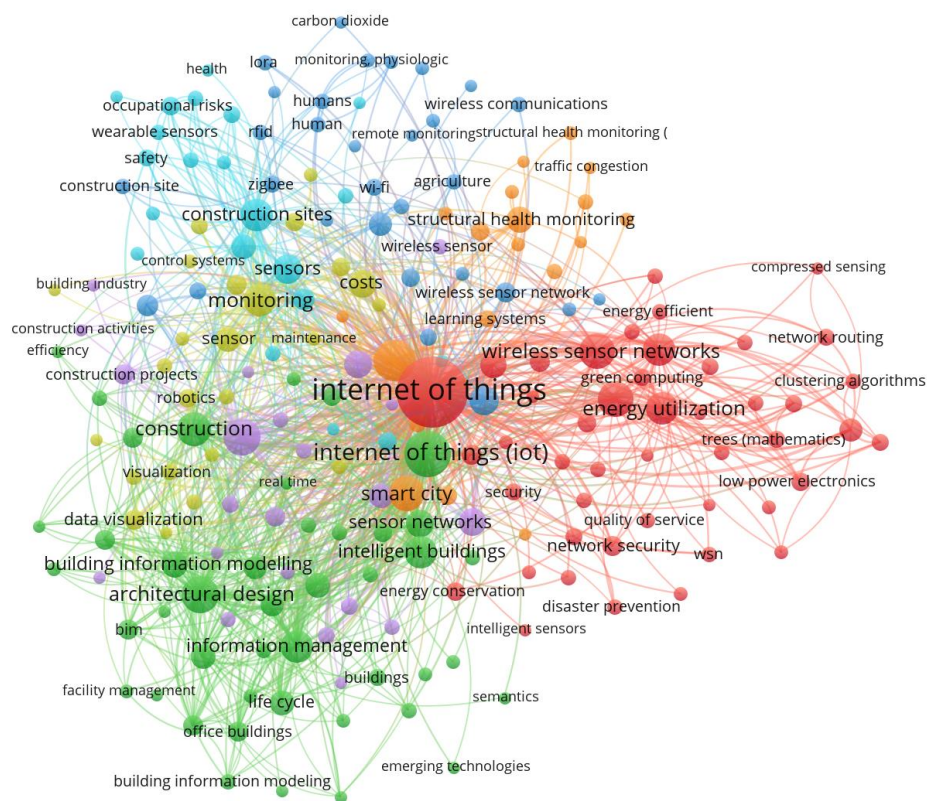 carbon dioxide
lora
monitoring, physiologic
health
occupational risks
humans
wireless communications
wearable sensors
rfid
human
remote monitoring
structural health monitoring (
safety
traffic congestion
construction site
zigbee
wi-fi
agriculture
construction sites
structural health monitoring
wireless sensor
control systems
sensors
compressed sensing
building industry
costs
monitoring
wireless sensor network
energy efficient
learning systems
construction activities
sensor
maintenance
network routing
efficiency
wireless sensor networks
construction projects
green computing
clustering algorithms
internet of things
robotics
energy utilization
construction
trees (mathematics)
internet of things (iot)
visualization
real time
low power electronics
smart city
security
data visualization
sensor networks
quality of service
network security
intelligent buildings
wsn
building information modelling
architectural design
energy conservation
disaster prevention
bim
intelligent sensors
information management
buildings
facility management
life cycle
semantics
office buildings
emerging technologies
building information modeling